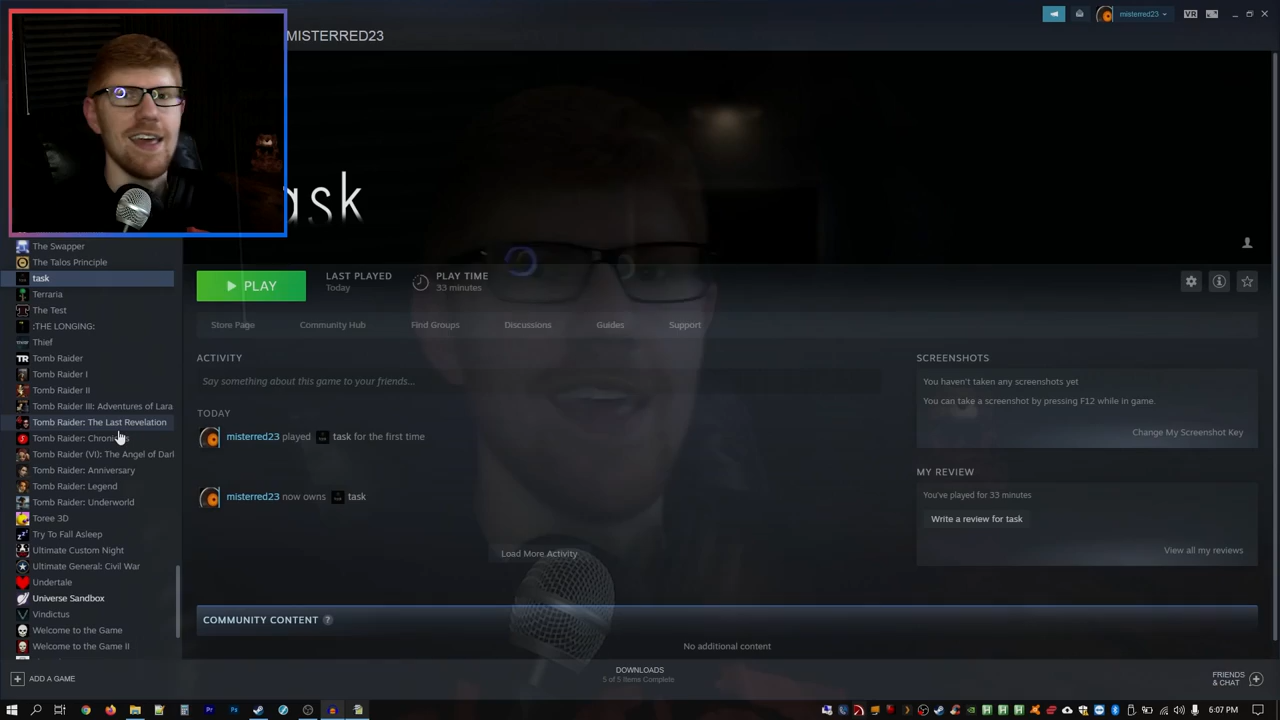 misterred23
VR
MISTERRED23
ask
The Swapper
The Talos Principle
task
Terraria
The Test
:THE LONGING:
Thief
Tomb Raider
Tomb Raider I
Tomb Raider II
Tomb Raider III: Adventures of Lara
Tomb Raider: The Last Revelation
Tomb Raider: Chronicles
Tomb Raider (VI): The Angel of Dark
Tomb Raider: Anniversary
Tomb Raider: Legend
Tomb Raider: Underworld
Toree 3D
Try To Fall Asleep
Ultimate Custom Night
Ultimate General: Civil War
Undertale
Universe Sandbox
Vindictus
Welcome to the Game
Welcome to the Game II
PLAY
LAST PLAYED
Today
PLAY TIME
33 minutes
Store Page
Community Hub
Find Groups
Discussions
Guides
Support
ACTIVITY
Say something about this game to your friends...
TODAY
misterred23 played task for the first time
misterred23 now owns task
Load More Activity
SCREENSHOTS
You haven't taken any screenshots yet
You can take a screenshot by pressing F12 while in game.
Change My Screenshot Key
MY REVIEW
You've played for 33 minutes
Write a review for task
View all my reviews
COMMUNITY CONTENT ?
No additional content
ADD A GAME
DOWNLOADS
5 of 5 Items Complete
FRIENDS
& CHAT
6:07 PM